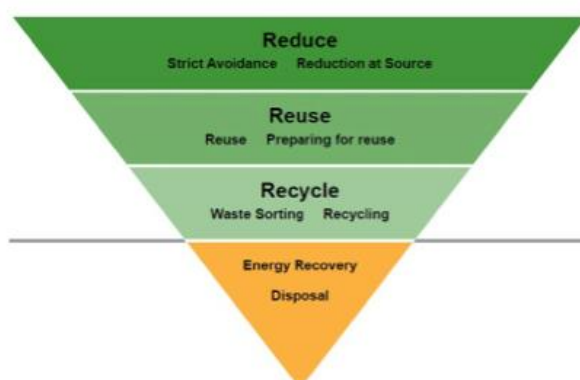 Reduce
Strict Avoidance Reduction at Source
Reuse
Reuse Preparing for reuse
Recycle
Waste Sorting Recycling
Energy Recovery
Disposal